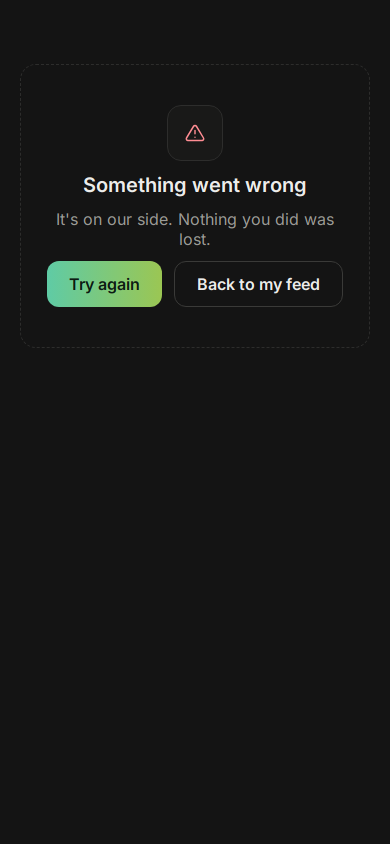 Something went wrong
It's on our side. Nothing you did was
lost.
Try again
Back to my feed